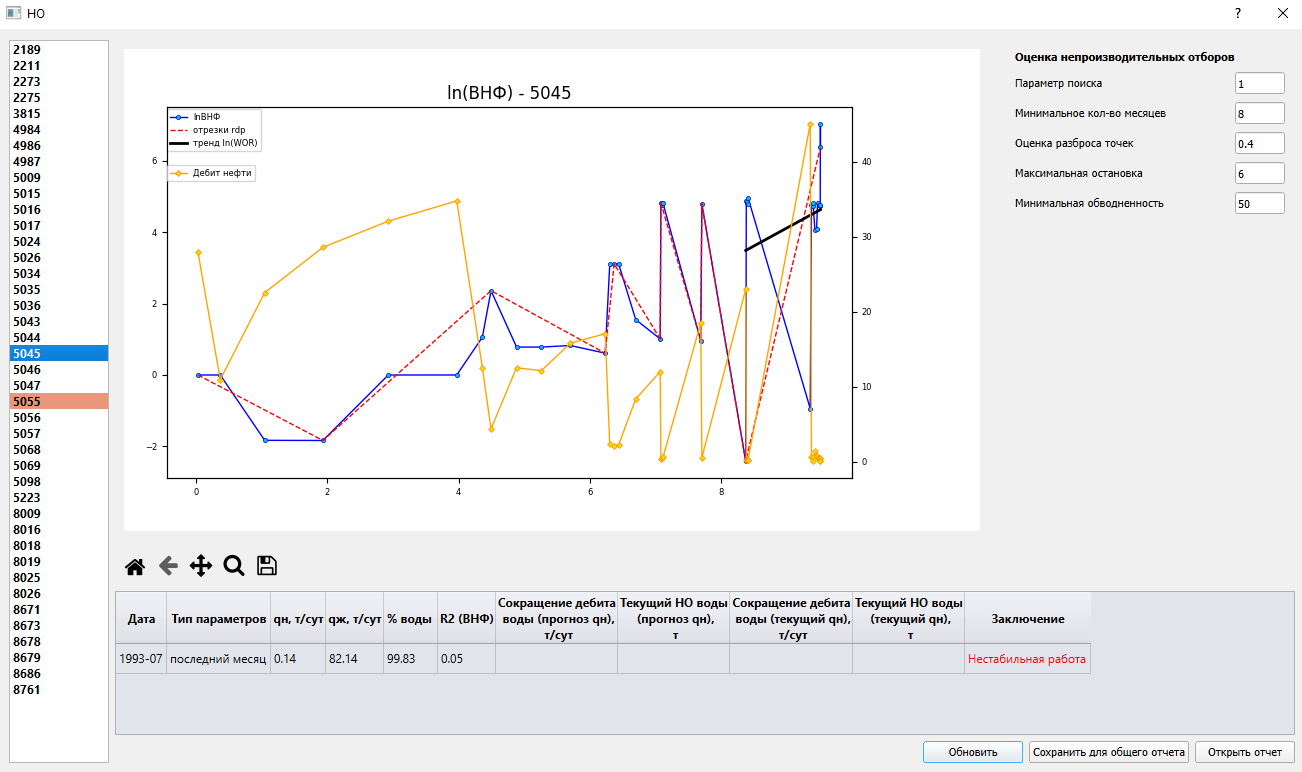 НО
?
2189
2211
2273
2275
3815
4984
4986
4987
5009
5015
5016
5017
5024
5026
5034
5035
5036
5043
5044
5045
5046
5047
5055
5056
5057
5068
5069
5098
5223
8009
8016
8018
8019
8025
8026
8671
8673
8678
8679
8686
8761
ln(ВНФ) - 5045
lnВНФ
отрезки rdp
тренд ln(WOR)
Дебит нефти
6
4
2
0
−2
0
2
4
6
8
40
30
20
10
0
Оценка непроизводительных отборов
Параметр поиска 1
Минимальное кол-во месяцев 8
Оценка разброса точек 0.4
Максимальная остановка 6
Минимальная обводненность 50
Дата
Тип параметров
qн, т/сут
qж, т/сут
% воды
R2 (ВНФ)
Сокращение дебита
воды (прогноз qн),
т/сут
Текущий НО воды
(прогноз qн),
т
Сокращение дебита
воды (текущий qн),
т/сут
Текущий НО воды
(текущий qн),
т
Заключение
1993-07 последний месяц 0.14 82.14 99.83 0.05 Нестабильная работа
Обновить
Сохранить для общего отчета
Открыть отчет